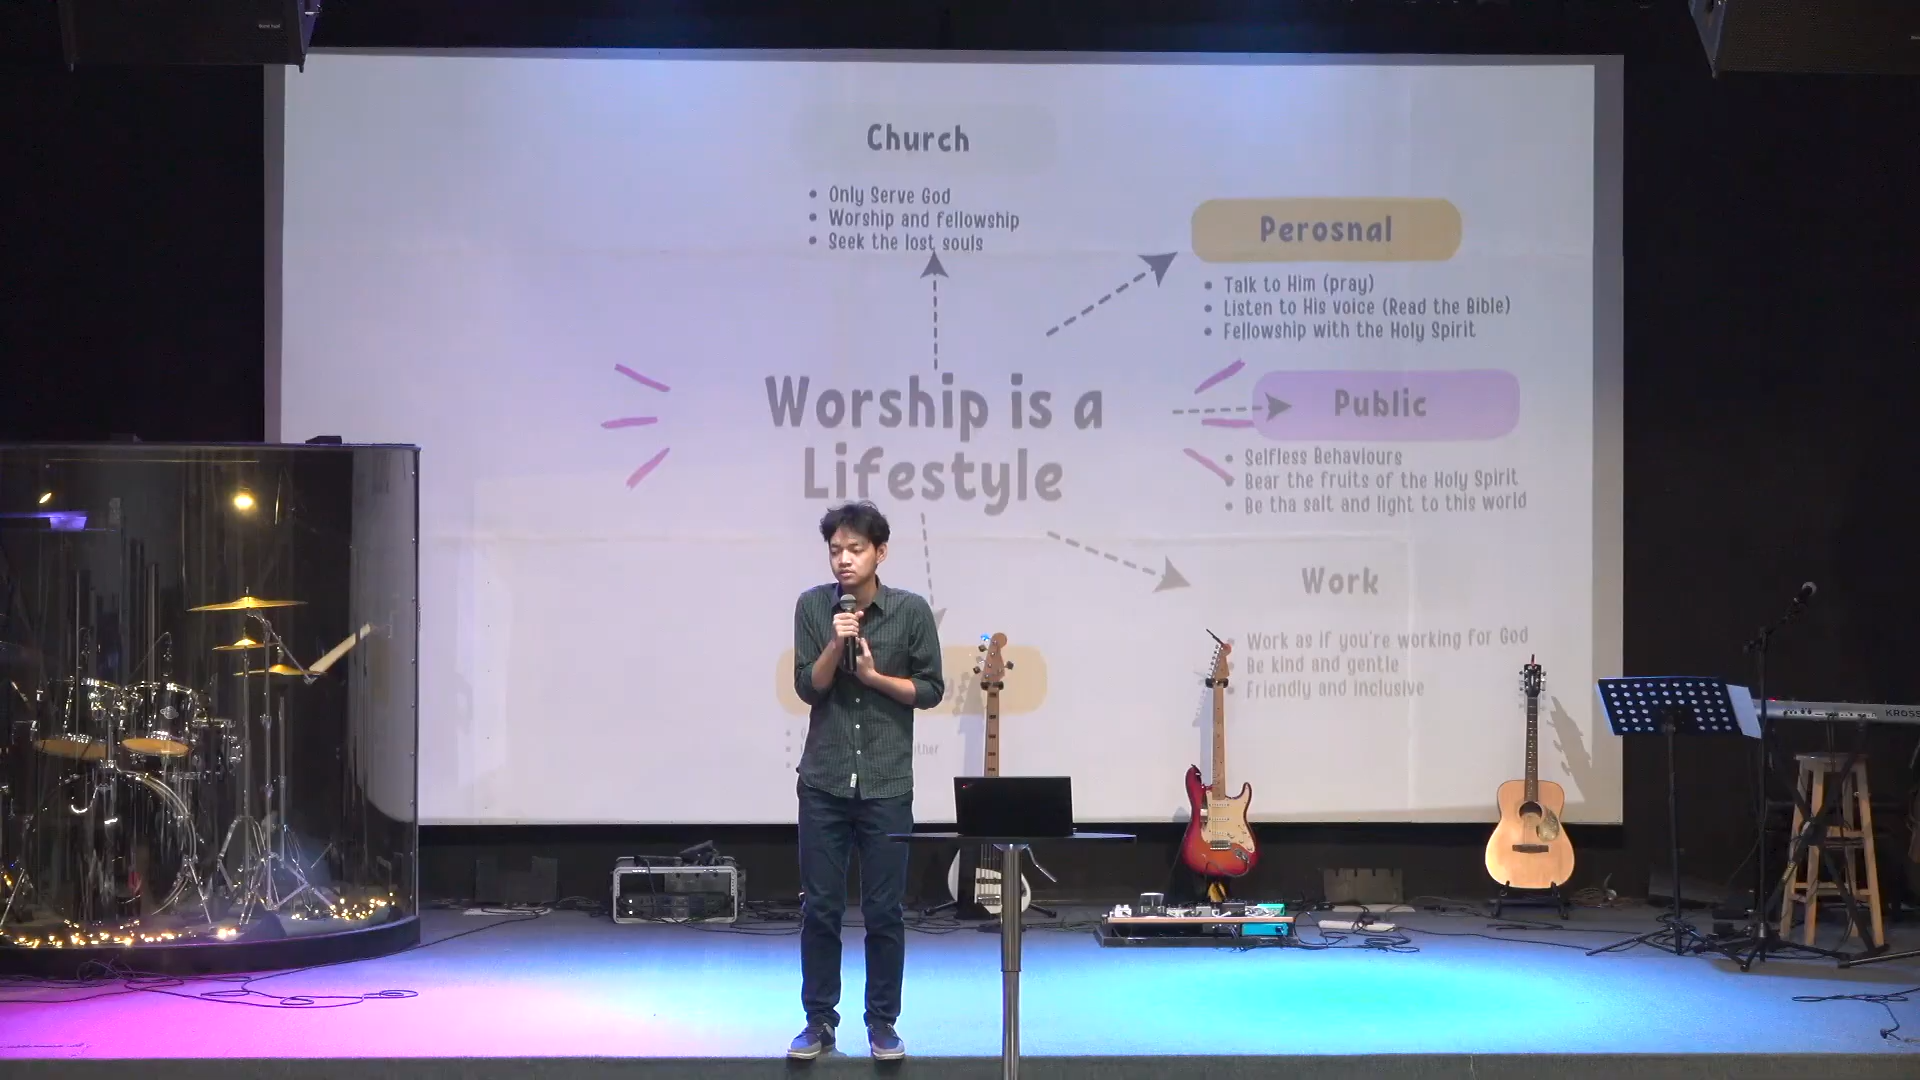 Church
Only Serve God
Worship and fellowship
Seek the lost souls
Perosnal
Talk to Him (pray)
Listen to His voice (Read the Bible)
Fellowship with the Holy Spirit
Worship is a
Lifestyle
Public
Selfless Behaviours
Bear the fruits of the Holy Spirit
Be tha salt and light to this world
Work
Work as if you're working for God
Be kind and gentle
Friendly and inclusive
KROSS